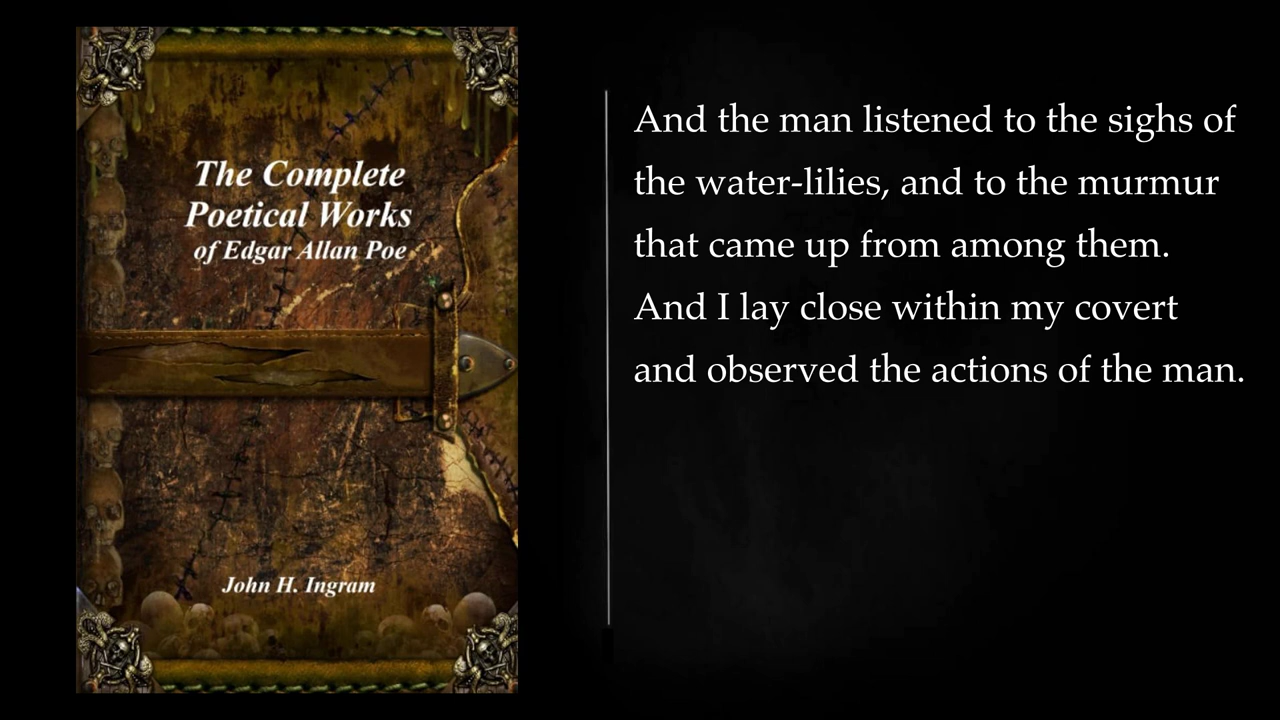 The Complete
Poetical Works
of Edgar Allan Poe
John H. Ingram
And the man listened to the sighs of
the water-lilies, and to the murmur
that came up from among them.
And I lay close within my covert
and observed the actions of the man.